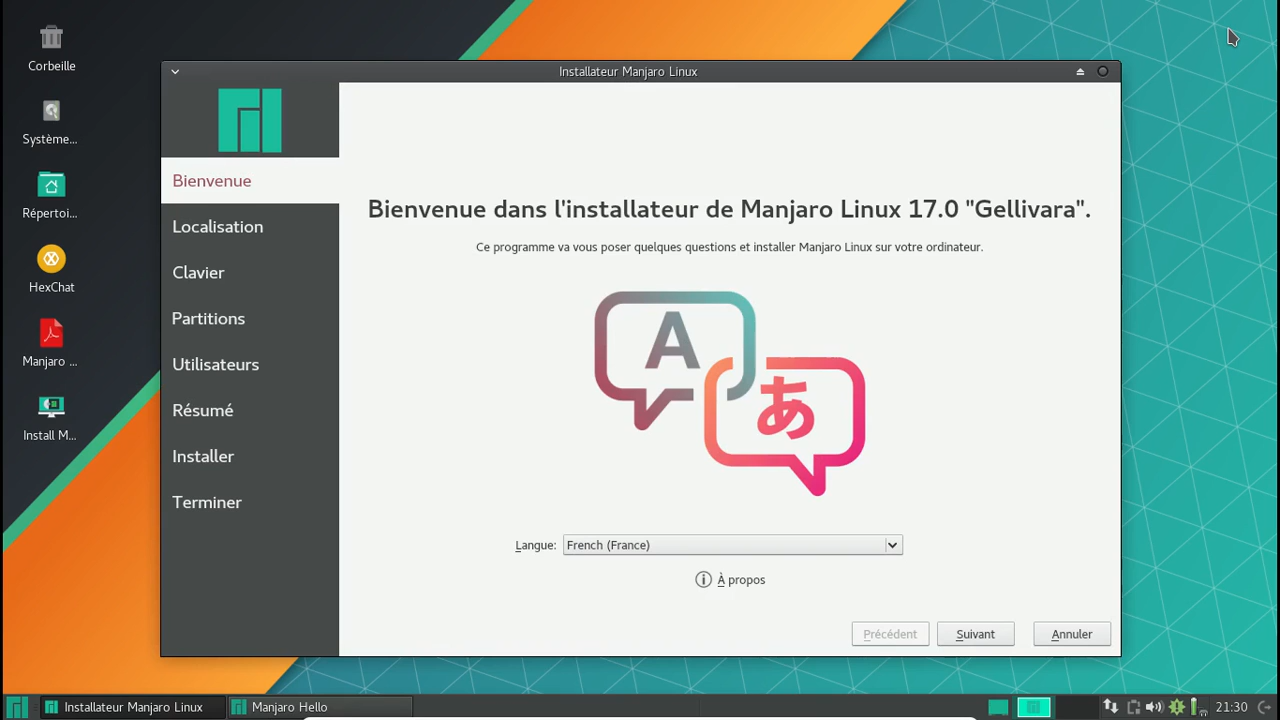 Corbeille
Système...
Répertoi...
HexChat
Manjaro ...
Install M...
Installateur Manjaro Linux
Bienvenue
Localisation
Clavier
Partitions
Utilisateurs
Résumé
Installer
Terminer
Bienvenue dans l'installateur de Manjaro Linux 17.0 "Gellivara".
Ce programme va vous poser quelques questions et installer Manjaro Linux sur votre ordinateur.
A
あ
Langue: French (France)
À propos
Précédent Suivant Annuler
Installateur Manjaro Linux Manjaro Hello 21:30